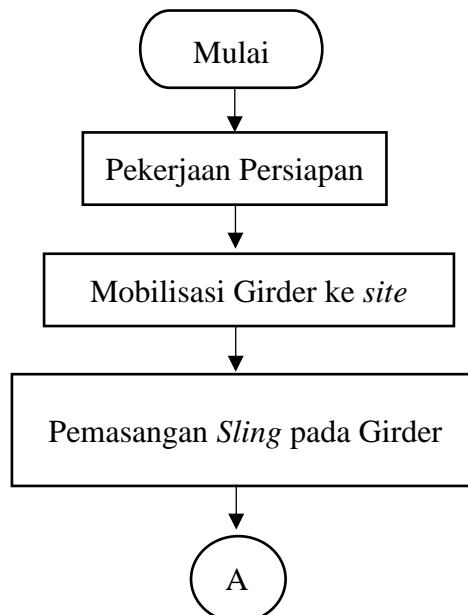 Mulai
Pekerjaan Persiapan
Mobilisasi Girder ke site
Pemasangan Sling pada Girder
A